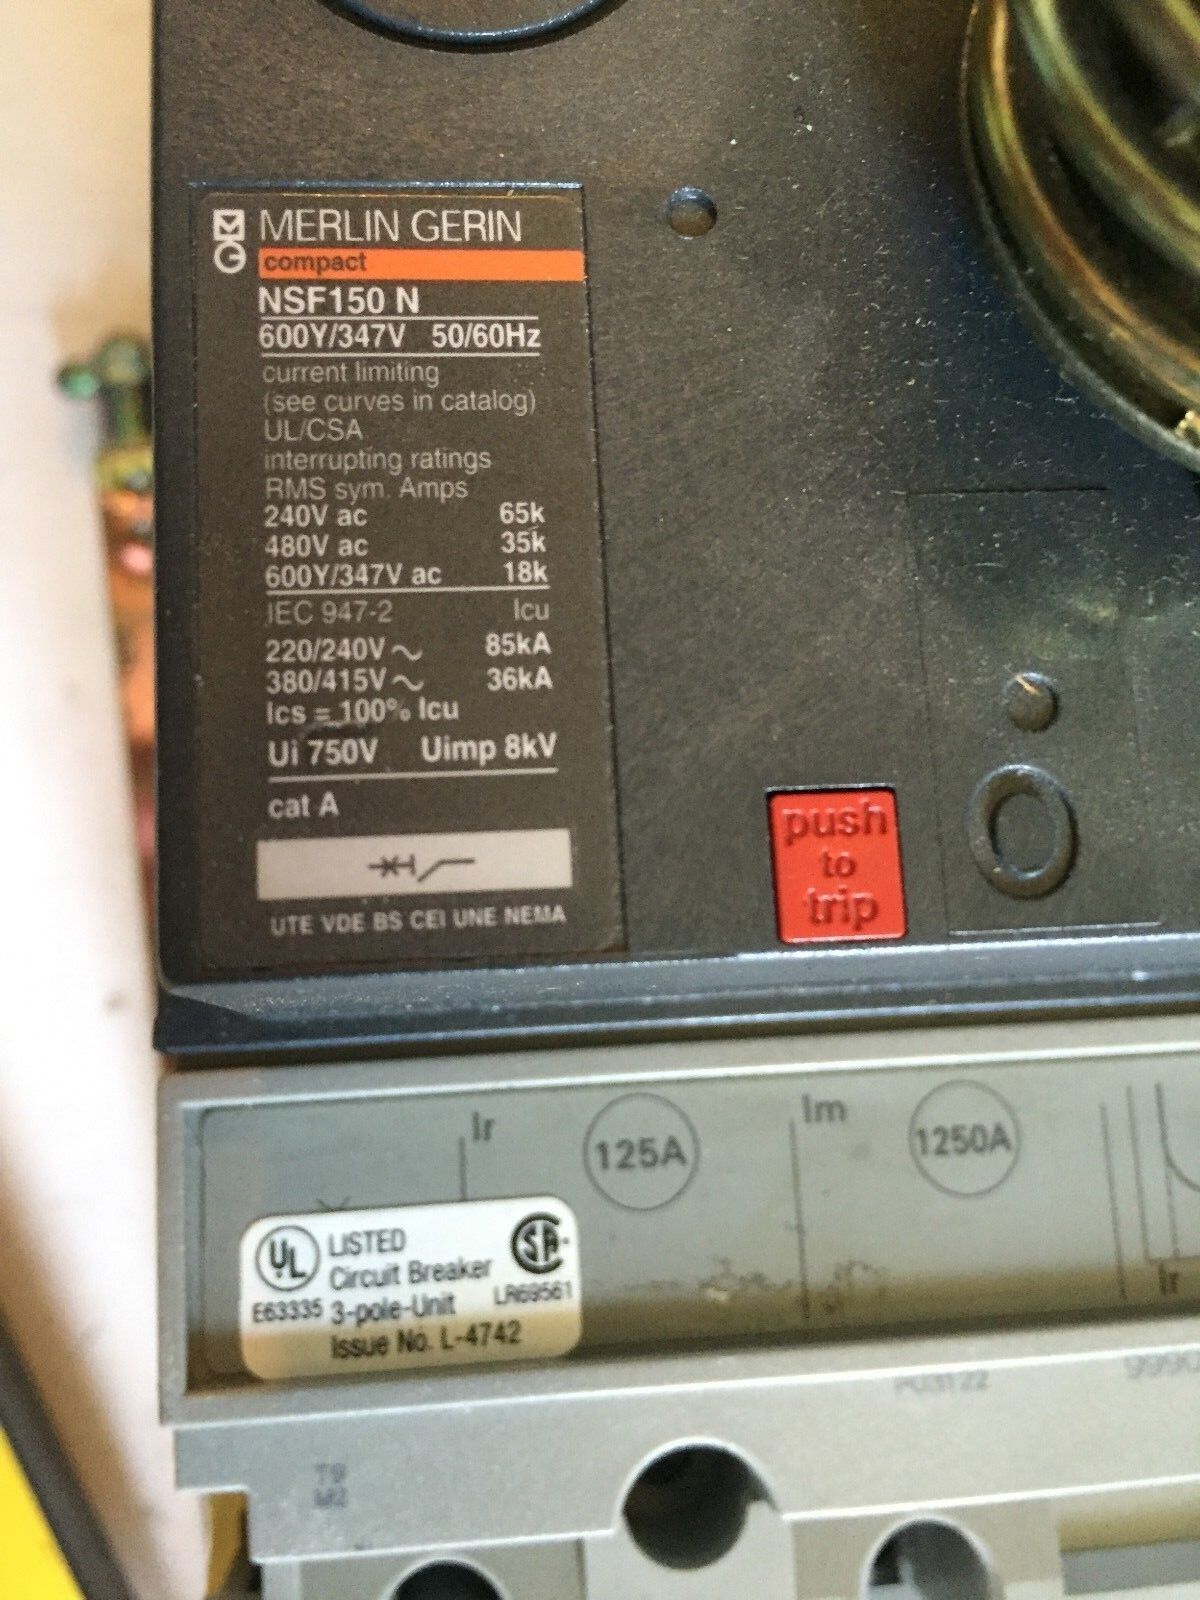 MERLIN GERIN
compact
NSF150 N
600Y/347V 50/60Hz
current limiting
(see curves in catalog)
UL/CSA
interrupting ratings
RMS sym. Amps
240V ac 65k
480V ac 35k
600Y/347V ac 18k
IEC 947-2 Icu
220/240V ~ 85kA
380/415V ~ 36kA
Ics = 100% Icu
Ui 750V Uimp 8kV
cat A
UTE VDE BS CEI UNE NEMA
push
to
trip
O
Ir 125A Im 1250A
Ir
UL LISTED
Circuit Breaker
E63335 3-pole-Unit LR69561
Issue No. L-4742